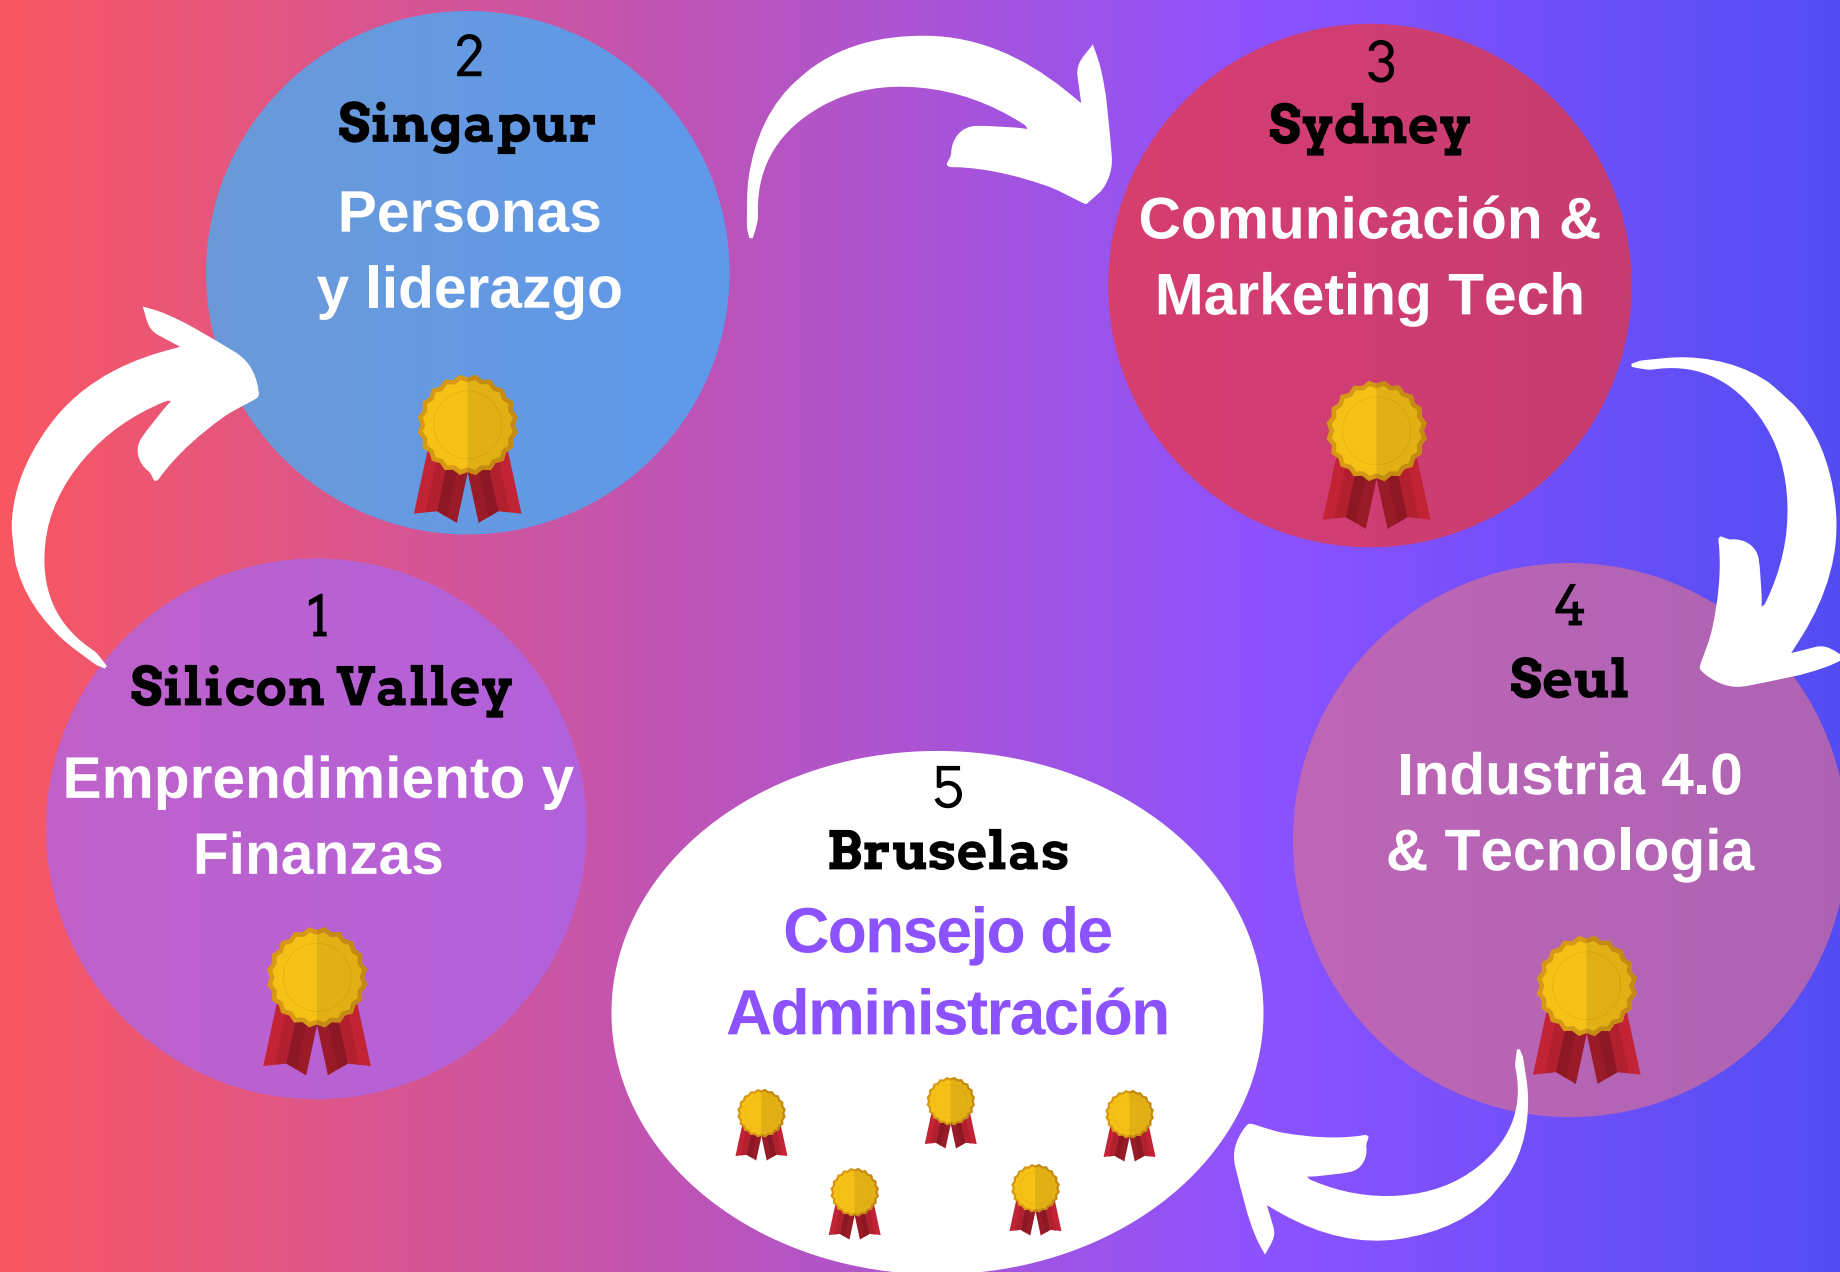 1
Silicon Valley
Emprendimiento y
Finanzas
2
Singapur
Personas
y liderazgo
3
Sydney
Comunicación &
Marketing Tech
4
Seul
Industria 4.0
& Tecnologia
5
Bruselas
Consejo de
Administración